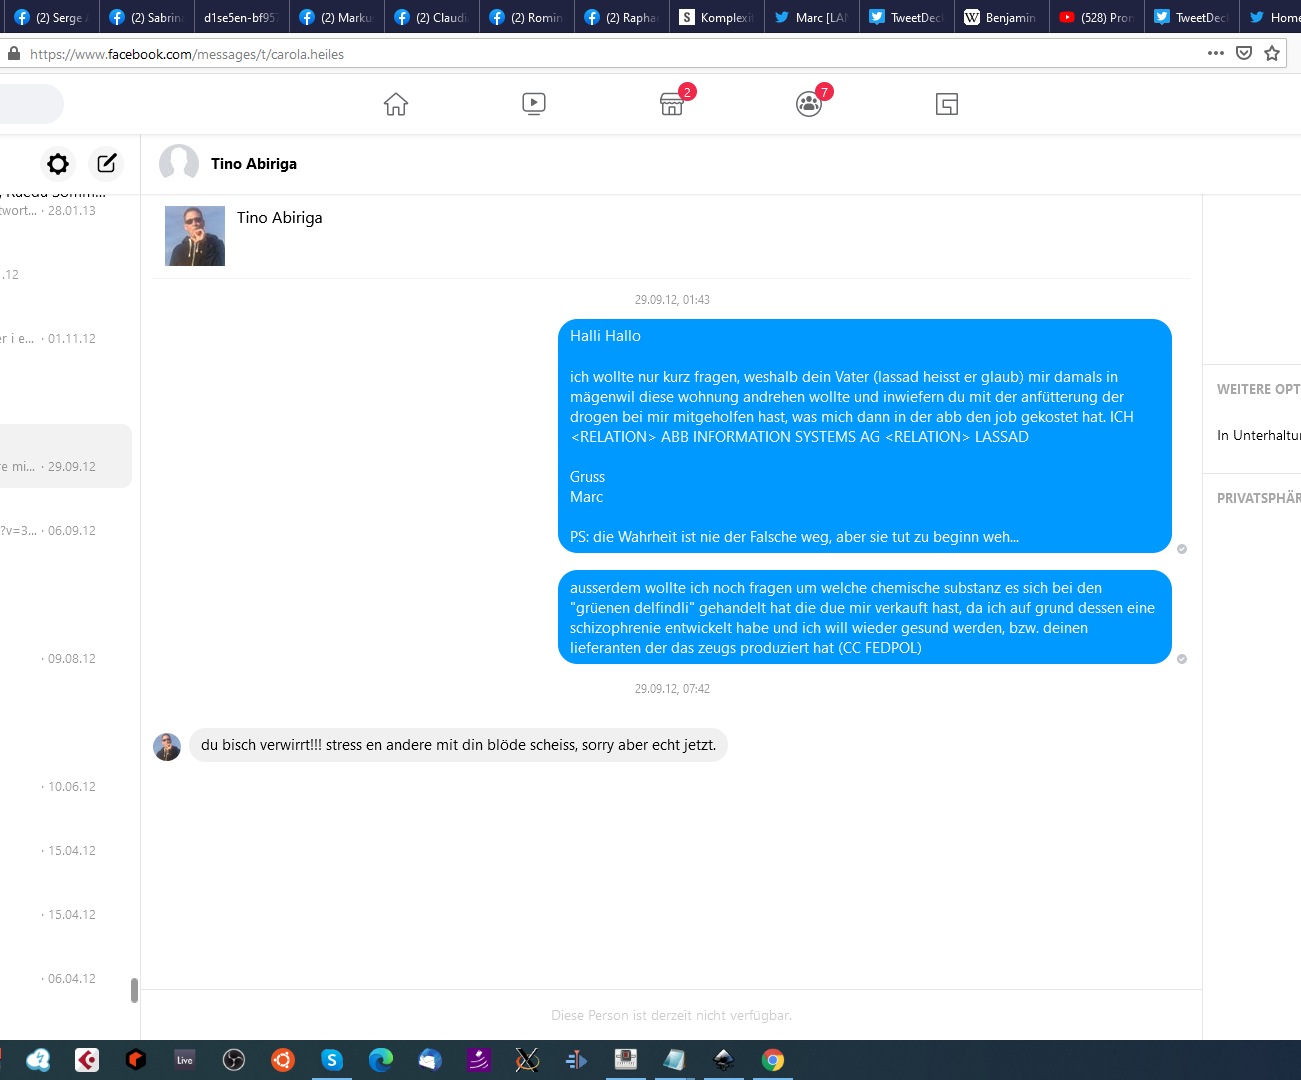 (2) Serge
(2) Sabrin
d1se5en-bf957
(2) Marku
(2) Claudi
(2) Romin
(2) Rapha
S
Komplexi
Marc [LAN
TweetDec
W
Benjamin
(528) Pro
TweetDec
Home
https://www.facebook.com/messages/t/carola.heiles
2
7
Tino Abiriga
twort... · 28.01.13
.12
er i e... · 01.11.12
re mi... · 29.09.12
?v=3... · 06.09.12
· 09.08.12
· 10.06.12
· 15.04.12
· 15.04.12
· 06.04.12
Tino Abiriga
29.09.12, 01:43
Halli Hallo
ich wollte nur kurz fragen, weshalb dein Vater (lassad heisst er glaub) mir damals in
mägenwil diese wohnung andrehen wollte und inwiefern du mit der anfütterung der
drogen bei mir mitgeholfen hast, was mich dann in der abb den job gekostet hat. ICH
<RELATION> ABB INFORMATION SYSTEMS AG <RELATION> LASSAD
Gruss
Marc
PS: die Wahrheit ist nie der Falsche weg, aber sie tut zu beginn weh...
ausserdem wollte ich noch fragen um welche chemische substanz es sich bei den
"grüenen delfindli" gehandelt hat die due mir verkauft hast, da ich auf grund dessen eine
schizophrenie entwickelt habe und ich will wieder gesund werden, bzw. deinen
lieferanten der das zeugs produziert hat (CC FEDPOL)
29.09.12, 07:42
du bisch verwirrt!!! stress en andere mit din blöde scheiss, sorry aber echt jetzt.
Diese Person ist derzeit nicht verfügbar.
WEITERE OPT
In Unterhaltu
PRIVATSPHÄR
Live